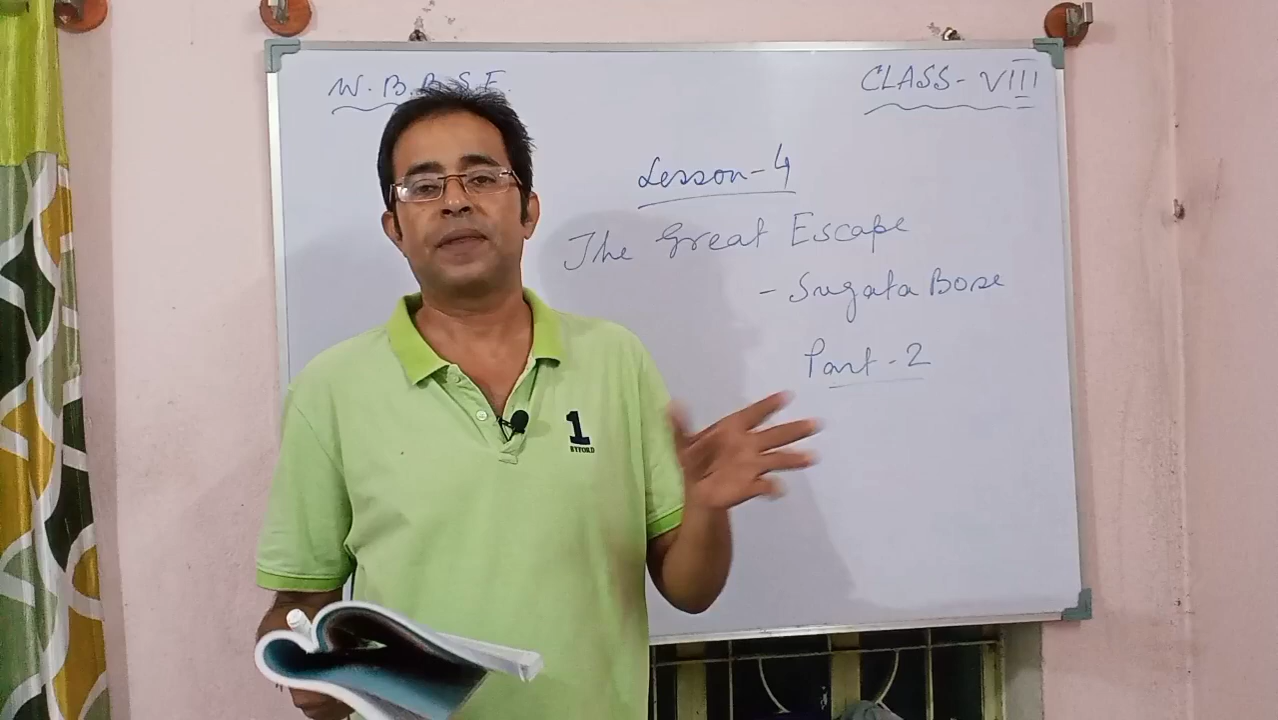 W.B.B.S.E.
CLASS - VIII
Lesson - 4
The Great Escape
- Sugata Bose
Part - 2
1
BYFORD